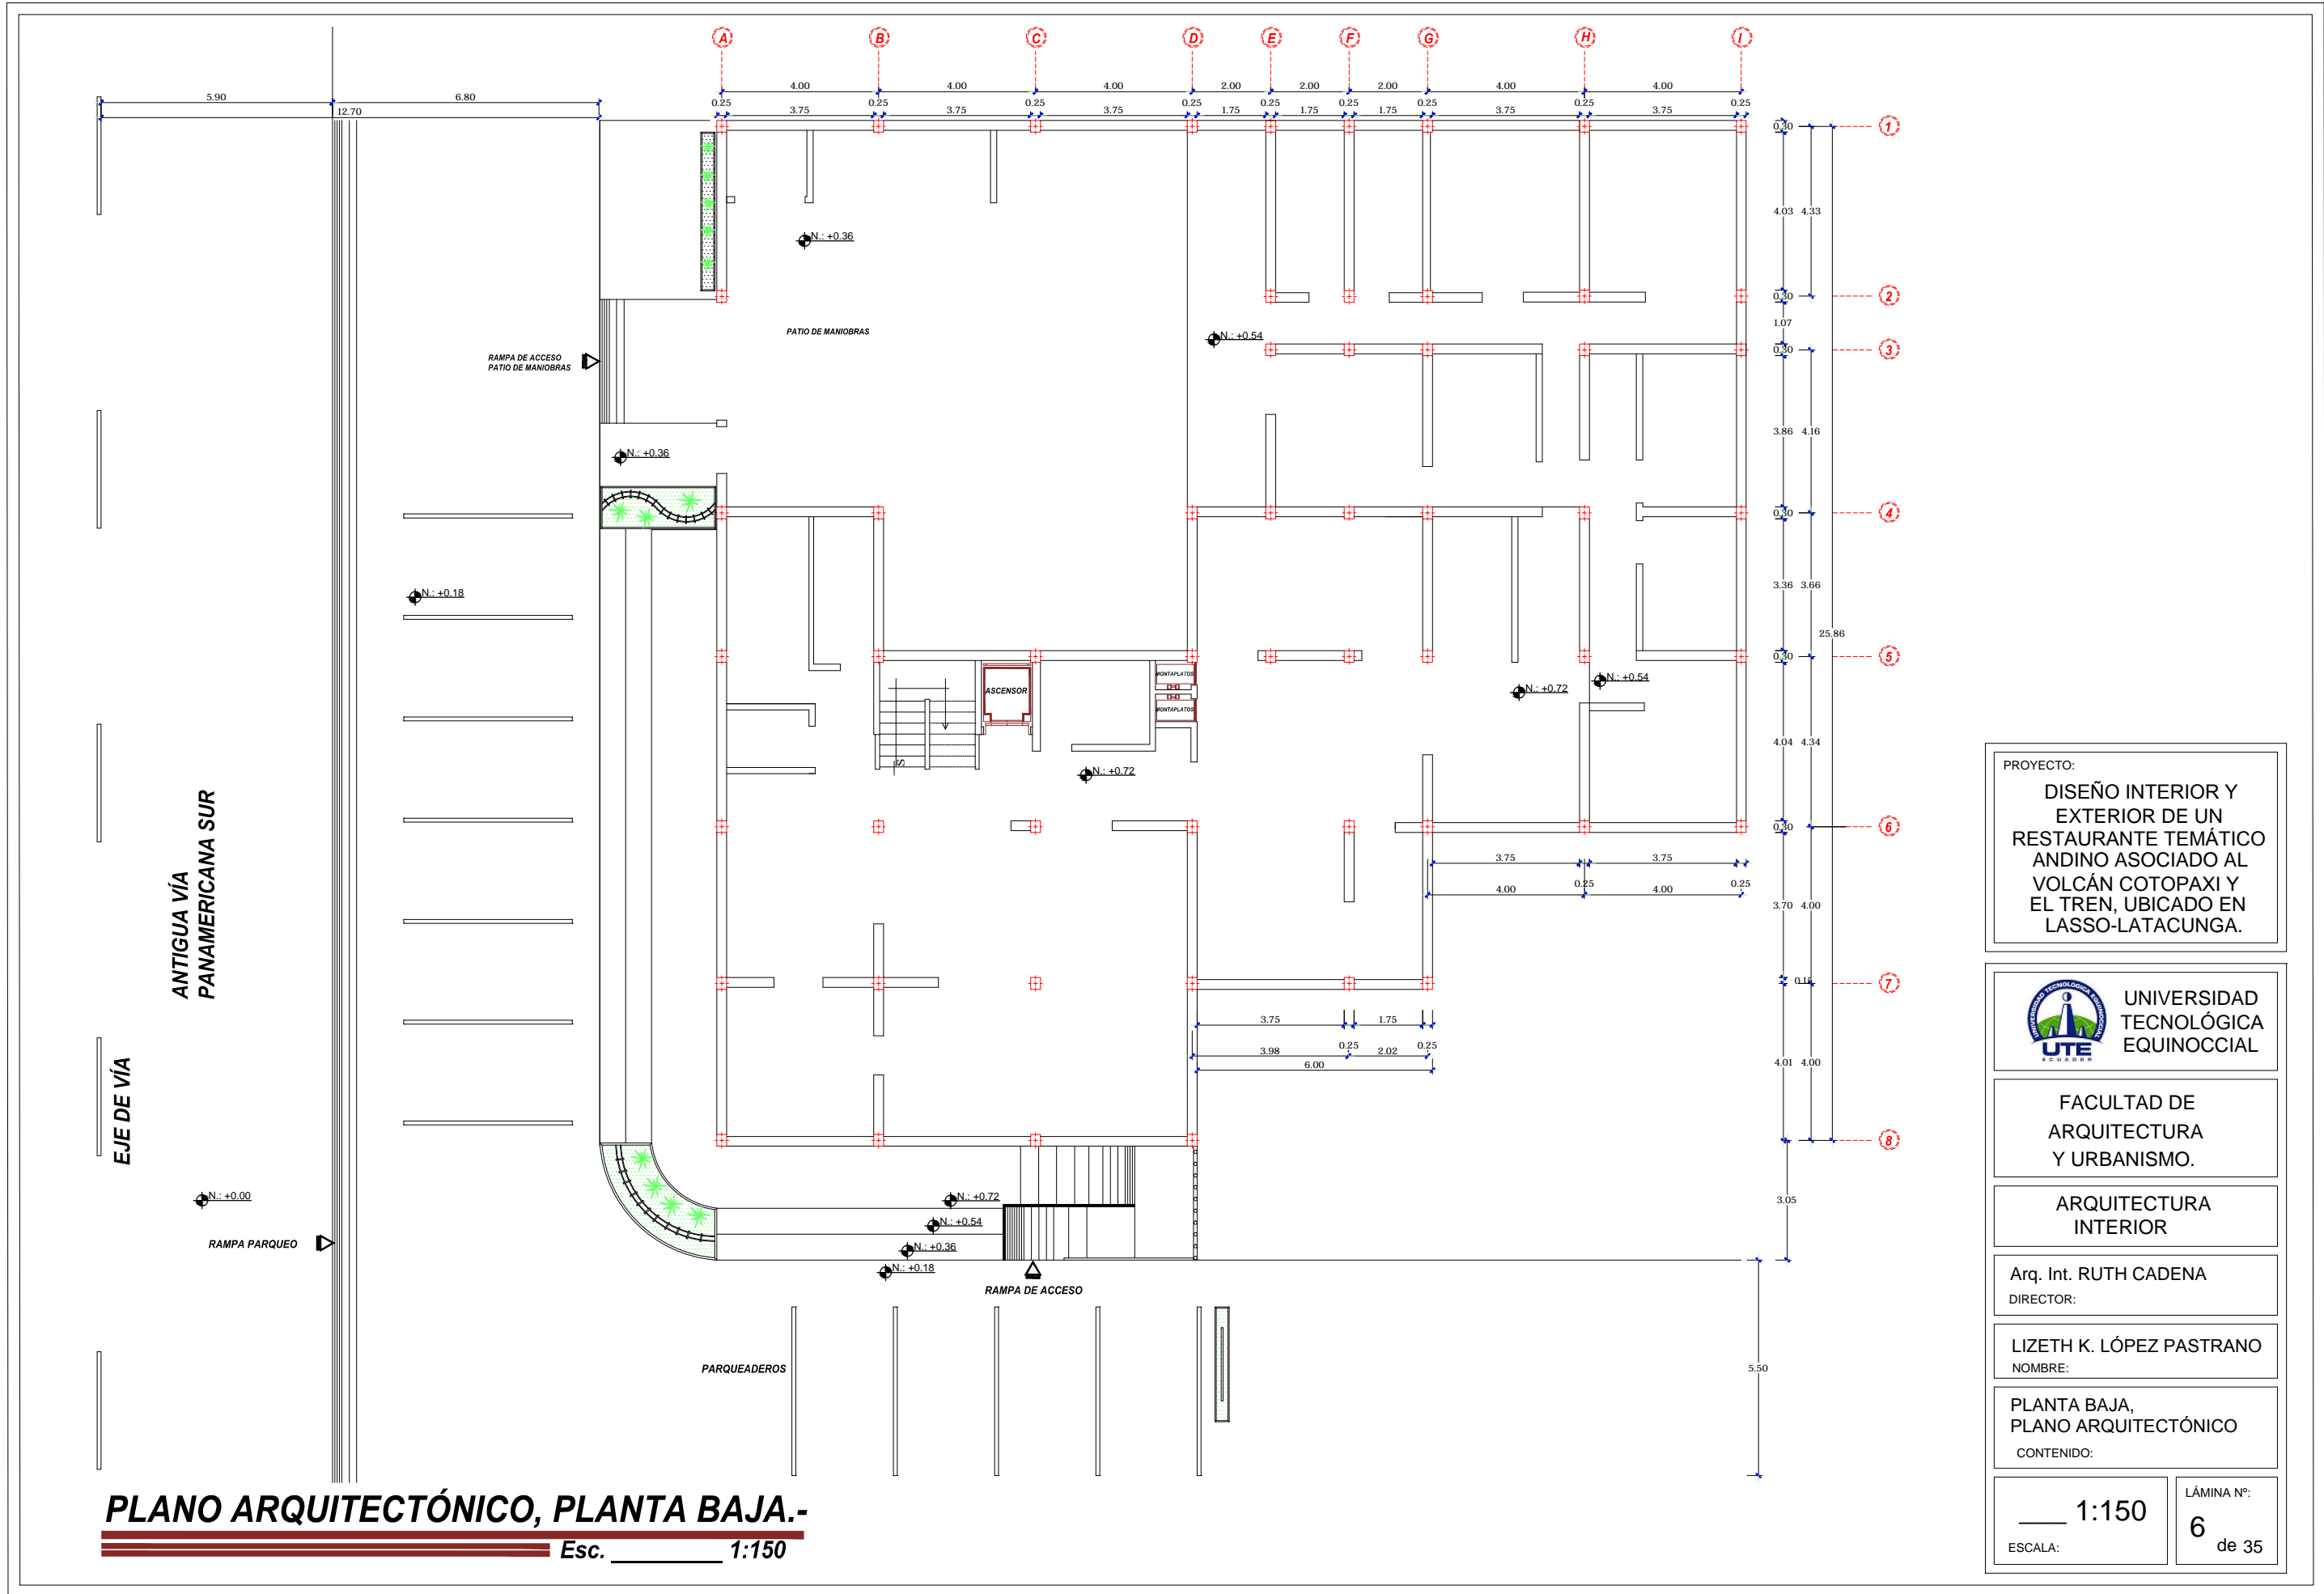 A B C D E F G H I
4.00 4.00 4.00 2.00 2.00 2.00 4.00 4.00
5.90 6.80
0.25 0.25 0.25 0.25 0.25 0.25 0.25 0.25 0.25
12.70 3.75 3.75 3.75 1.75 1.75 1.75 3.75 3.75
0.30 1
4.03 4.33
N.: +0.36
0.30 2
1.07
PATIO DE MANIOBRAS
N.: +0.54
0.30 3
RAMPA DE ACCESO
PATIO DE MANIOBRAS
3.86 4.16
N.: +0.36
0.30 4
3.36 3.66
N.: +0.18
25.86
0.30 5
MONTAPLATOS
N.: +0.54
ASCENSOR
N.: +0.72
MONTAPLATOS
4.04 4.34
S
N.: +0.72
0.30 6
3.75 3.75
4.00 0.25 4.00 0.25
3.70 4.00
ANTIGUA VÍA
PANAMERICANA SUR
0.15 7
3.75 1.75
3.98 0.25 2.02 0.25
6.00
4.01 4.00
EJE DE VÍA
8
N.: +0.00
N.: +0.72
3.05
N.: +0.54
RAMPA PARQUEO
N.: +0.36
N.: +0.18
RAMPA DE ACCESO
PARQUEADEROS
5.50
PLANO ARQUITECTÓNICO, PLANTA BAJA.-
Esc. ________ 1:150
PROYECTO:
DISEÑO INTERIOR Y
EXTERIOR DE UN
RESTAURANTE TEMÁTICO
ANDINO ASOCIADO AL
VOLCÁN COTOPAXI Y
EL TREN, UBICADO EN
LASSO-LATACUNGA.
UNIVERSIDAD TECNOLÓGICA EQUINOCCIAL
UTE
ECUADOR
UNIVERSIDAD
TECNOLÓGICA
EQUINOCCIAL
FACULTAD DE
ARQUITECTURA
Y URBANISMO.
ARQUITECTURA
INTERIOR
Arq. Int. RUTH CADENA
DIRECTOR:
LIZETH K. LÓPEZ PASTRANO
NOMBRE:
PLANTA BAJA,
PLANO ARQUITECTÓNICO
CONTENIDO:
____ 1:150
ESCALA:
LÁMINA Nº:
6
de 35